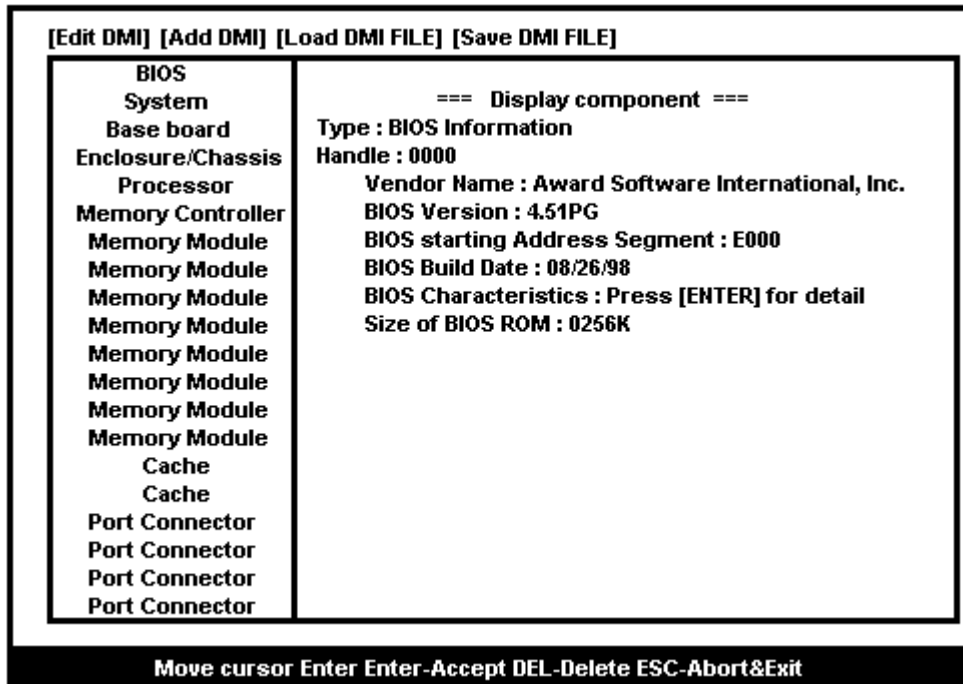 [Edit DMI] [Add DMI] [Load DMI FILE] [Save DMI FILE]
BIOS
System
Base board
Enclosure/Chassis
Processor
Memory Controller
Memory Module
Memory Module
Memory Module
Memory Module
Memory Module
Memory Module
Memory Module
Memory Module
Cache
Cache
Port Connector
Port Connector
Port Connector
Port Connector
=== Display component ===
Type : BIOS Information
Handle : 0000
Vendor Name : Award Software International, Inc.
BIOS Version : 4.51PG
BIOS starting Address Segment : E000
BIOS Build Date : 08/26/98
BIOS Characteristics : Press [ENTER] for detail
Size of BIOS ROM : 0256K
Move cursor Enter Enter-Accept DEL-Delete ESC-Abort&Exit